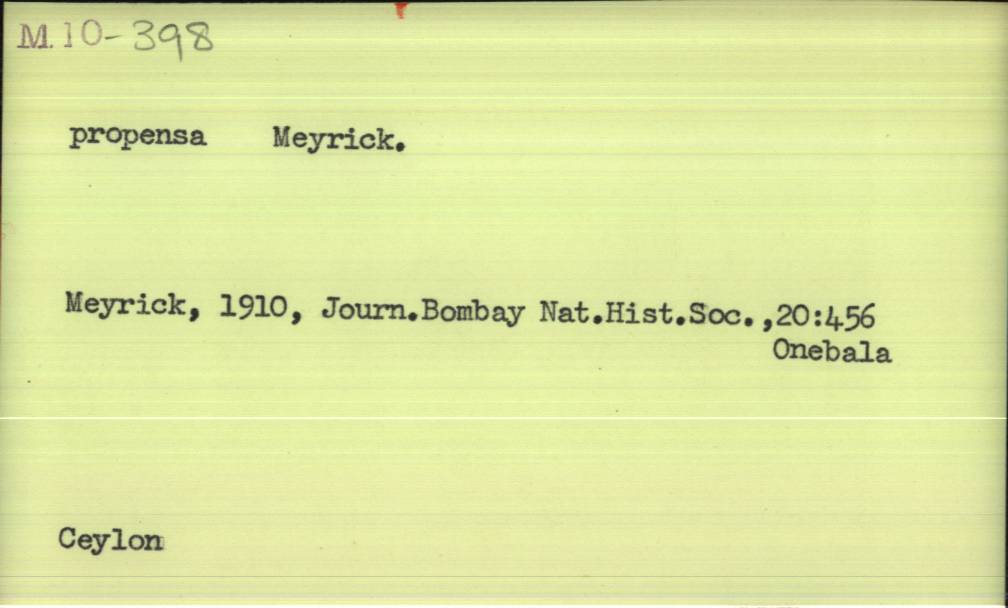 M.10-398
propensa Meyrick.
Meyrick, 1910, Journ.Bombay Nat.Hist.Soc.,20:456
Onebala
Ceylon